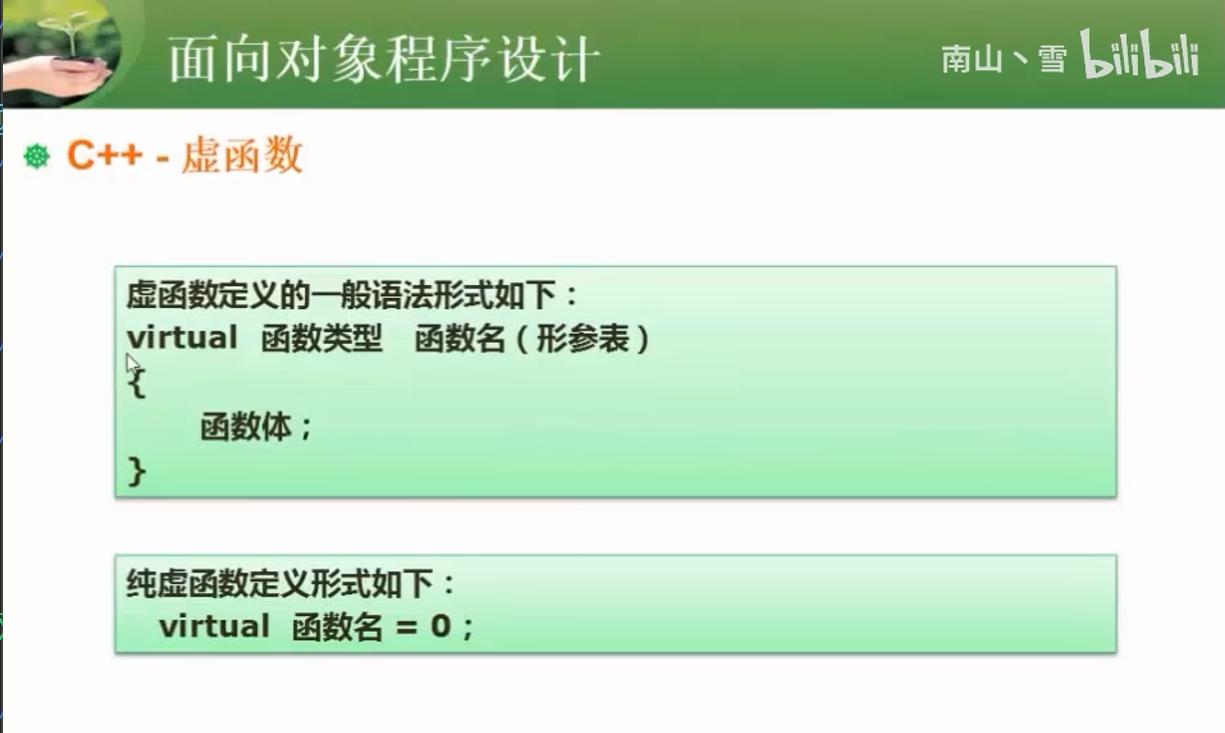 面向对象程序设计
南山丶雪 bilibili
C++ - 虚函数
虚函数定义的一般语法形式如下：
virtual 函数类型 函数名（形参表）
{
函数体；
}
纯虚函数定义形式如下：
virtual 函数名 = 0；